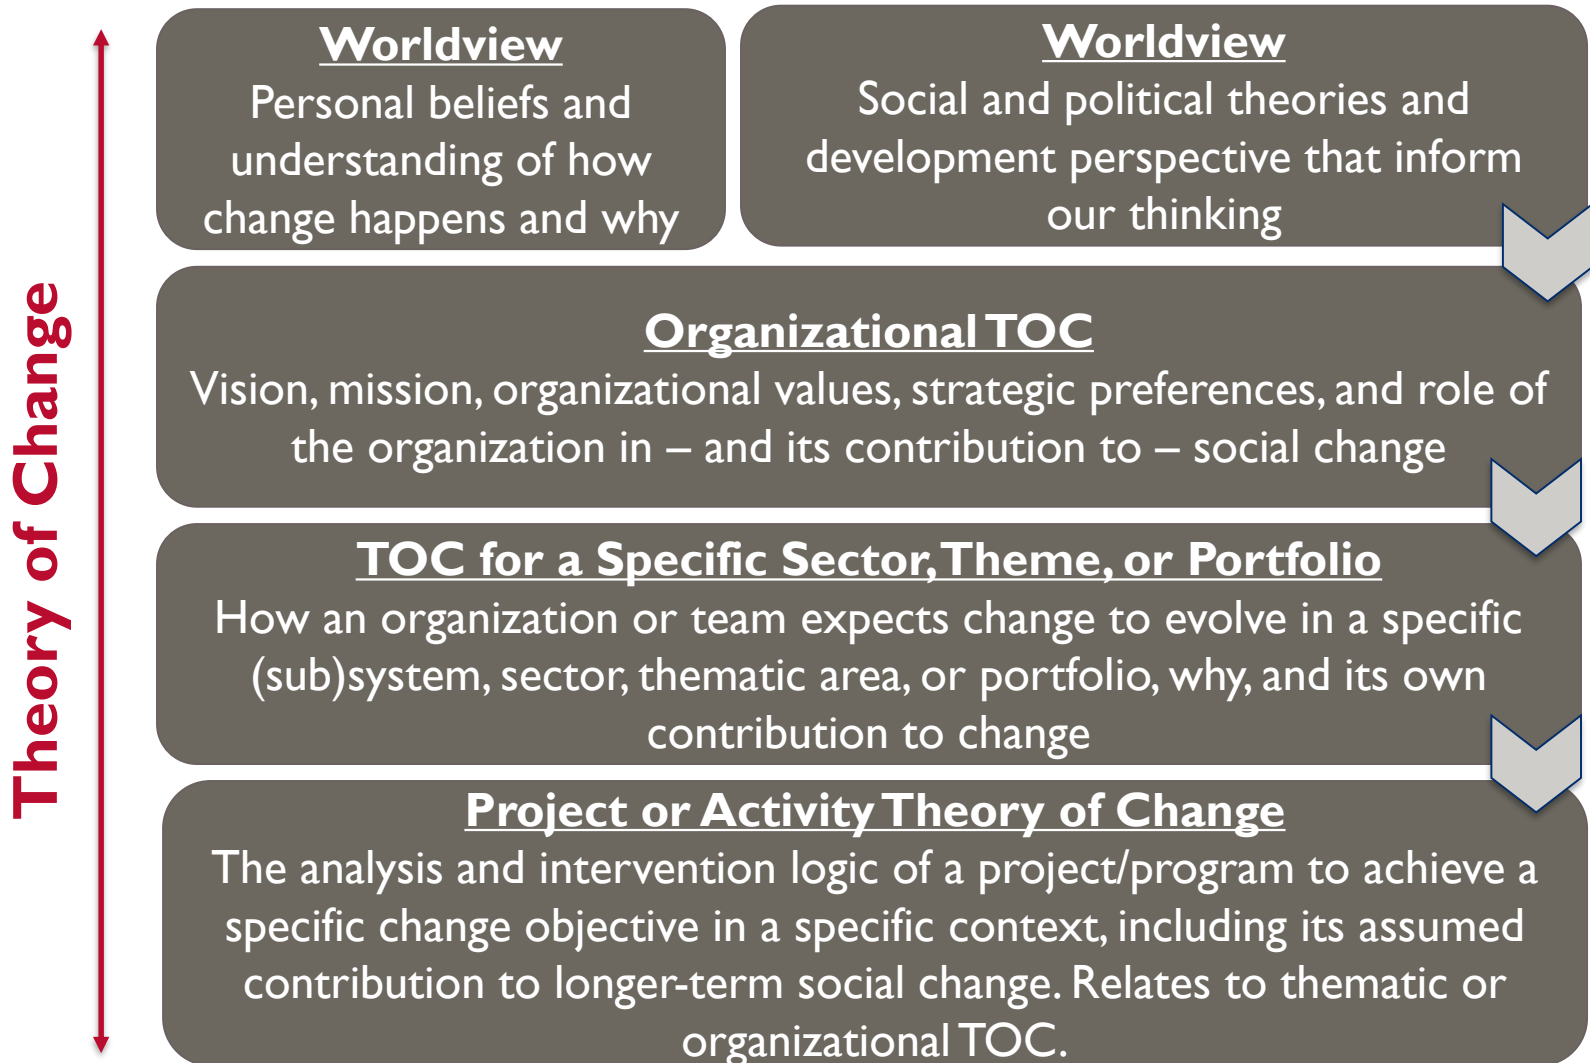 Theory of Change
Worldview
Personal beliefs and
understanding of how
change happens and why
Worldview
Social and political theories and
development perspective that inform
our thinking
Organizational TOC
Vision, mission, organizational values, strategic preferences, and role of
the organization in – and its contribution to – social change
TOC for a Specific Sector, Theme, or Portfolio
How an organization or team expects change to evolve in a specific
(sub)system, sector, thematic area, or portfolio, why, and its own
contribution to change
Project or Activity Theory of Change
The analysis and intervention logic of a project/program to achieve a
specific change objective in a specific context, including its assumed
contribution to longer-term social change. Relates to thematic or
organizational TOC.